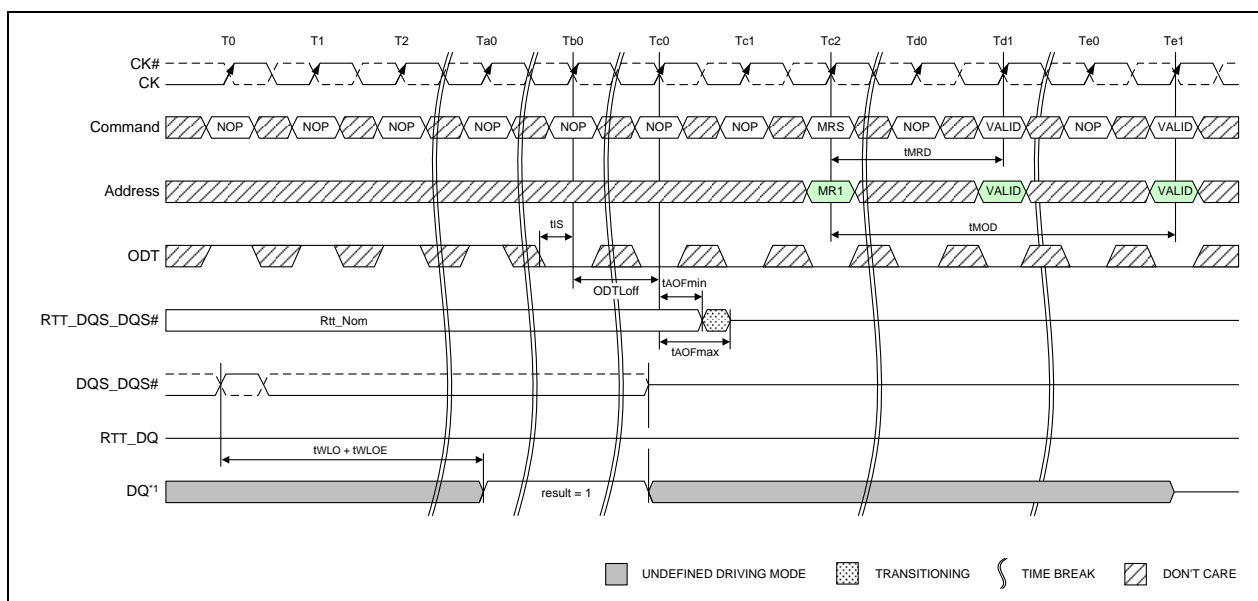 T0 T1 T2 Ta0 Tb0 Tc0 Tc1 Tc2 Td0 Td1 Te0 Te1
CK#
CK
Command NOP NOP NOP NOP NOP NOP NOP MRS NOP VALID NOP VALID
tMRD
Address MR1 VALID VALID
tIS tMOD
ODT
ODTLoff tAOFmin
RTT_DQS_DQS# Rtt_Nom
tAOFmax
DQS_DQS#
RTT_DQ
tWLO + tWLOE
DQ*1 result = 1
UNDEFINED DRIVING MODE TRANSITIONING TIME BREAK DON'T CARE